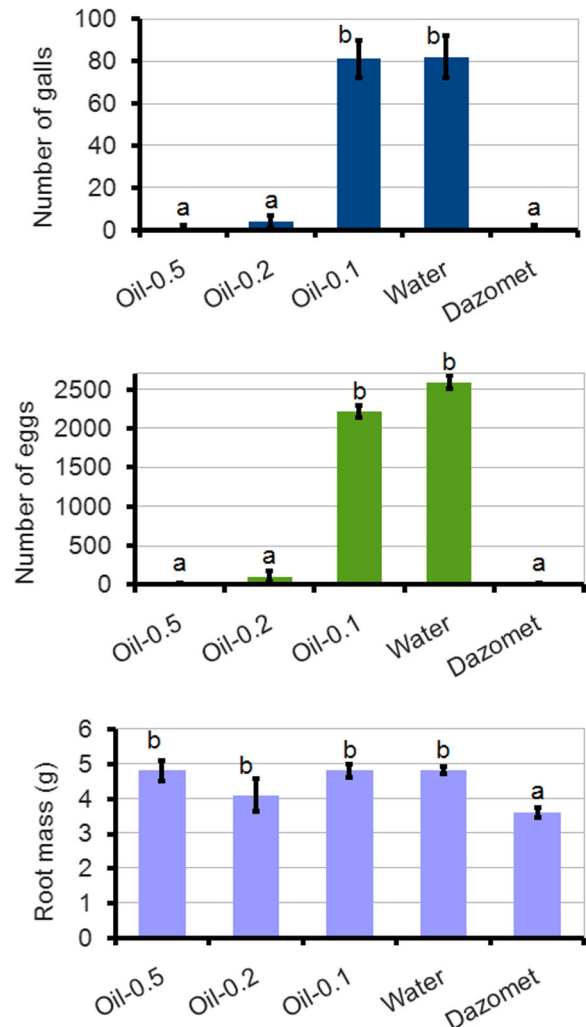 Number of galls
100
80
60
40
20
0
a
a
b
b
a
Oil-0.5
Oil-0.2
Oil-0.1
Water
Dazomet
Number of eggs
2500
2000
1500
1000
500
0
a
a
b
b
a
Oil-0.5
Oil-0.2
Oil-0.1
Water
Dazomet
Root mass (g)
6
5
4
3
2
1
0
b
b
b
b
a
Oil-0.5
Oil-0.2
Oil-0.1
Water
Dazomet